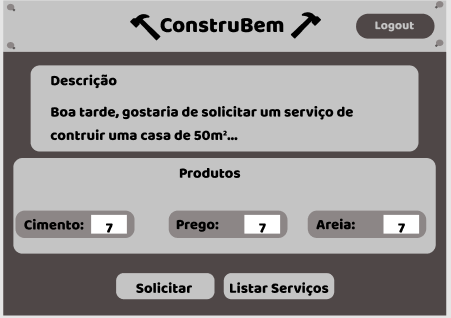 ConstruBem
Logout
Descrição
Boa tarde, gostaria de solicitar um serviço de
contruir uma casa de 50m²...
Produtos
Cimento: 7
Prego: 7
Areia: 7
Solicitar
Listar Serviços